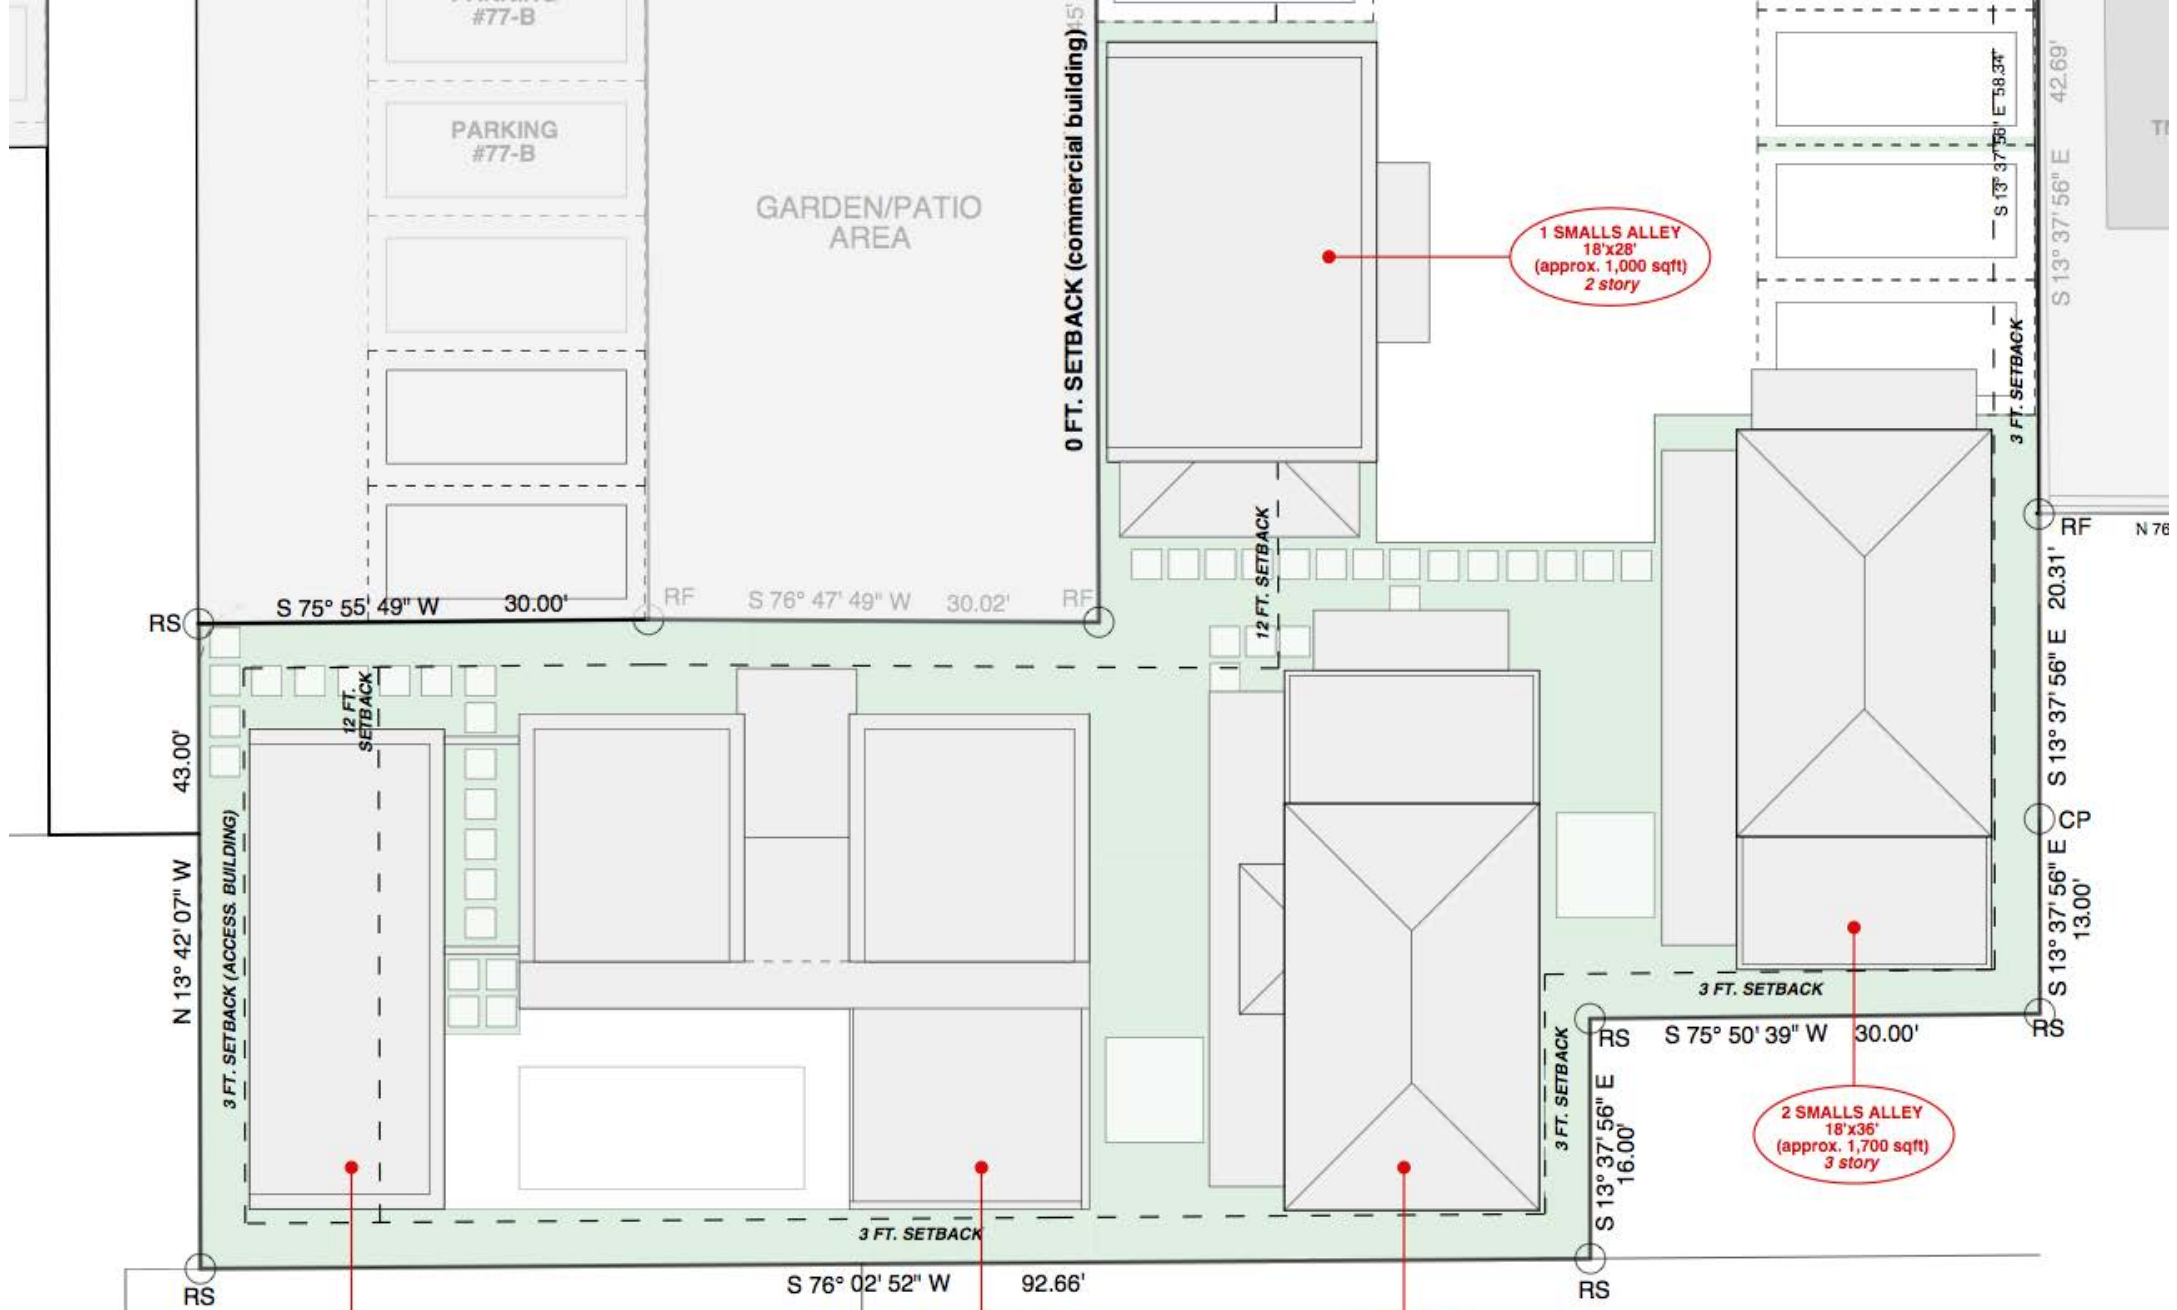 #77-B
PARKING
#77-B
GARDEN/PATIO
AREA
45'
0 FT. SETBACK (commercial building)
1 SMALLS ALLEY
18'x28'
(approx. 1,000 sqft)
2 story
S 13° 37' 56" E 58.34'
42.69'
S 13° 37' 56" E
3 FT. SETBACK
RF
N 76
RS
S 75° 55' 49" W 30.00'
RF
S 76° 47' 49" W 30.02'
RF
12 FT. SETBACK
20.31'
S 13° 37' 56" E
12 FT.
SETBACK
43.00'
N 13° 42' 07" W
3 FT. SETBACK (ACCESS. BUILDING)
CP
S 13° 37' 56" E
13.00'
3 FT. SETBACK
RS
S 75° 50' 39" W 30.00'
RS
3 FT. SETBACK
S 13° 37' 56" E
16.00'
2 SMALLS ALLEY
18'x36'
(approx. 1,700 sqft)
3 story
3 FT. SETBACK
RS
S 76° 02' 52" W 92.66'
RS